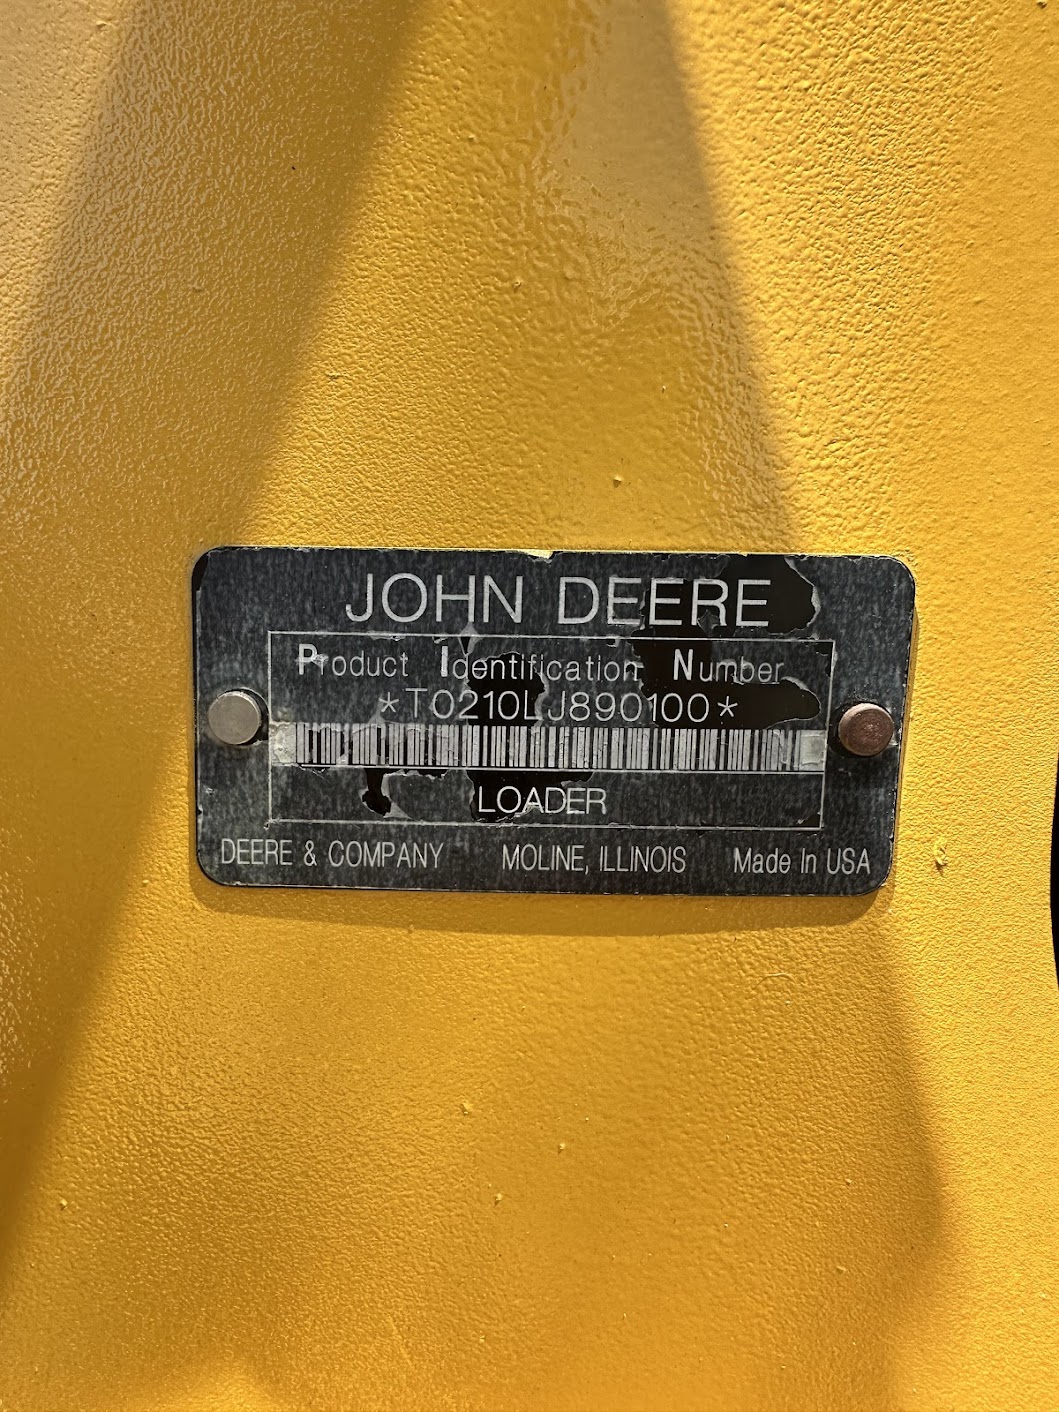 JOHN DEERE
Product Identification Number
*T0210LJ890100*
LOADER
DEERE & COMPANY MOLINE, ILLINOIS Made In USA